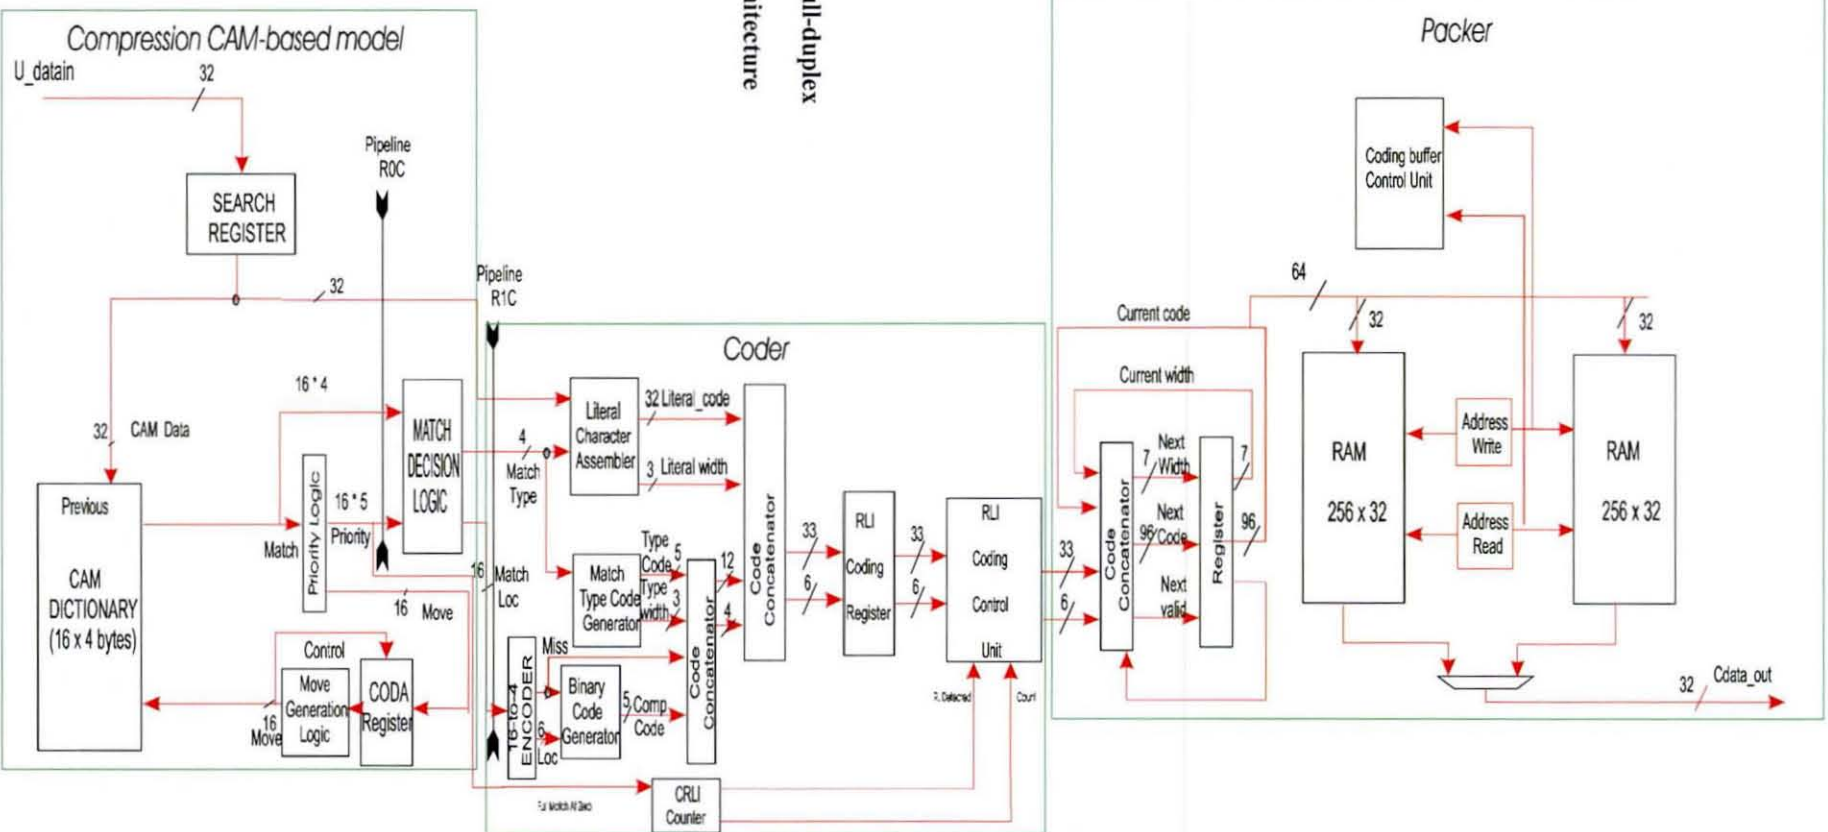 all-duplex
itecture
Compression CAM-based model
U_datain
32
SEARCH
REGISTER
Pipeline
R0C
32
32
CAM Data
16 * 4
Previous
CAM
DICTIONARY
(16 x 4 bytes)
Match
Priority Logic
16 * 5
Priority
MATCH
DECISION
LOGIC
16
Move
Control
Move
Generation
Logic
CODA
Register
16
Move
Pipeline
R1C
16
Match
Loc
Coder
4
Match
Type
Literal
Character
Assembler
32 Literal_code
3 Literal width
Match
Type Code
Generator
Type
Code 5
Type
width 3
Miss
16-to-4
ENCODER
6
Loc
Binary
Code
Generator
5 Comp
Code
Code
Concatenator
12
4
Code
Concatenator
33
6
RLI
Coding
Register
33
6
RLI
Coding
Control
Unit
R. Detected
Count
Full Match At Zero
CRLI
Counter
33
6
Packer
Current code
Current width
Code
Concatenator
7
Next
Width
96
Next
Code
Next
valid
Register
7
96
64
32
32
Coding buffer
Control Unit
RAM
256 x 32
Address
Write
Address
Read
RAM
256 x 32
32
Cdata_out